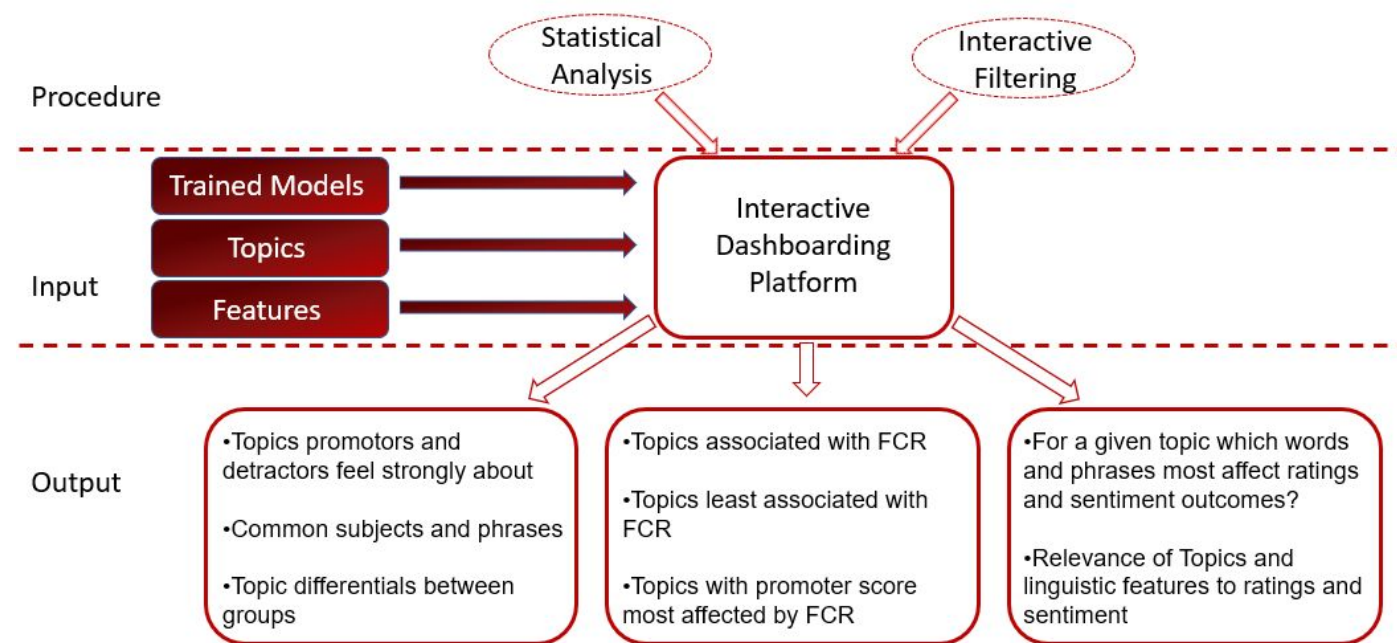 Statistical
Analysis
Interactive
Filtering
Procedure
Trained Models
Topics
Features
Input
Interactive
Dashboarding
Platform
Output
•Topics promotors and
detractors feel strongly about
•Common subjects and phrases
•Topic differentials between
groups
•Topics associated with FCR
•Topics least associated with
FCR
•Topics with promoter score
most affected by FCR
•For a given topic which words
and phrases most affect ratings
and sentiment outcomes?
•Relevance of Topics and
linguistic features to ratings and
sentiment